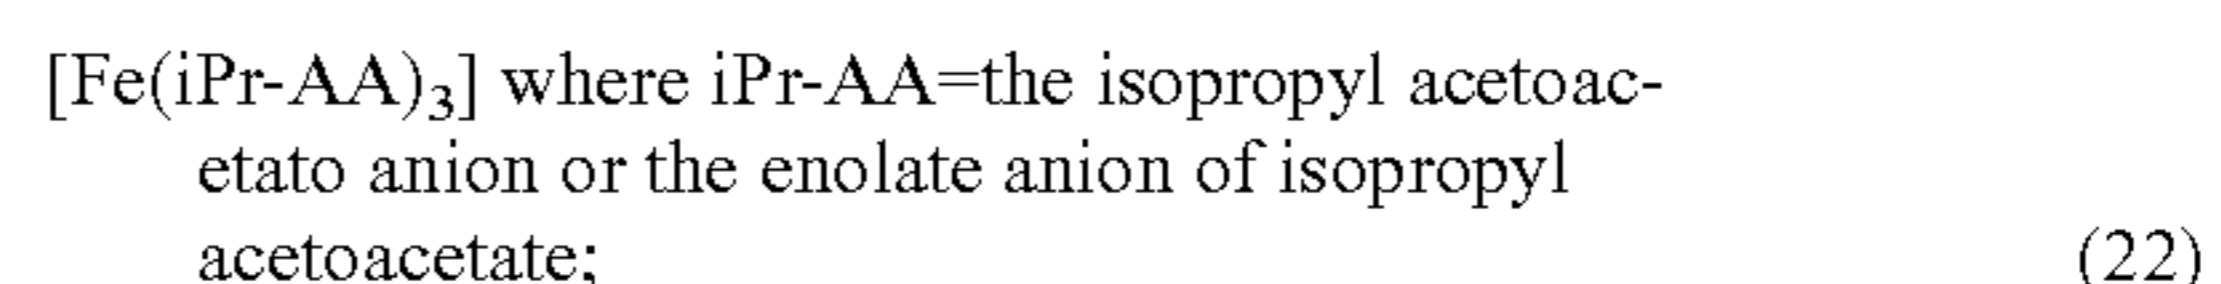 [Fe(iPr-AA)₃] where iPr-AA=the isopropyl acetoac-
etato anion or the enolate anion of isopropyl
acetoacetate; (22)